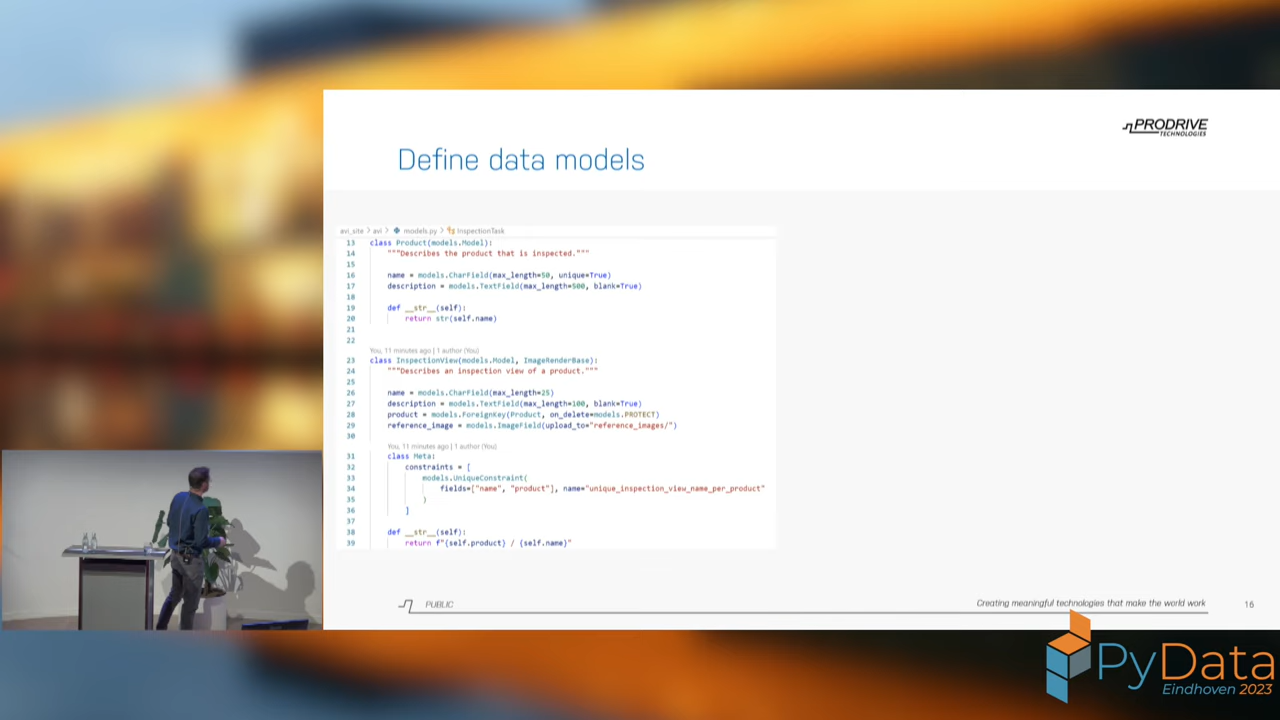 PRODRIVE
TECHNOLOGIES
Define data models
avi_site > avi > models.py > InspectionTask
13 class Product(models.Model):
14 """Describes the product that is inspected."""
15
16 name = models.CharField(max_length=50, unique=True)
17 description = models.TextField(max_length=500, blank=True)
18
19 def __str__(self):
20 return str(self.name)
21
22
You, 11 minutes ago | 1 author (You)
23 class InspectionView(models.Model, ImageRenderBase):
24 """Describes an inspection view of a product."""
25
26 name = models.CharField(max_length=25)
27 description = models.TextField(max_length=100, blank=True)
28 product = models.ForeignKey(Product, on_delete=models.PROTECT)
29 reference_image = models.ImageField(upload_to="reference_images/")
30
You, 11 minutes ago | 1 author (You)
31 class Meta:
32 constraints = [
33 models.UniqueConstraint(
34 fields=["name", "product"], name="unique_inspection_view_name_per_product"
35 )
36 ]
37
38 def __str__(self):
39 return f"{self.product} / {self.name}"
PUBLIC
Creating meaningful technologies that make the world work
16
PyData
Eindhoven 2023